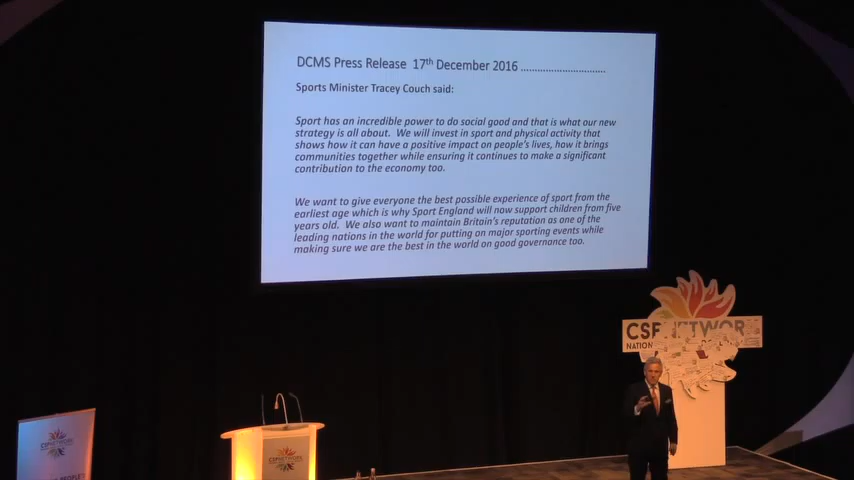 DCMS Press Release 17th December 2016 ..............................
Sports Minister Tracey Couch said:
Sport has an incredible power to do social good and that is what our new
strategy is all about. We will invest in sport and physical activity that
shows how it can have a positive impact on people's lives, how it brings
communities together while ensuring it continues to make a significant
contribution to the economy too.
We want to give everyone the best possible experience of sport from the
earliest age which is why Sport England will now support children from five
years old. We also want to maintain Britain's reputation as one of the
leading nations in the world for putting on major sporting events while
making sure we are the best in the world on good governance too.
NATION
CSPNETWORK
CSPNETWORK